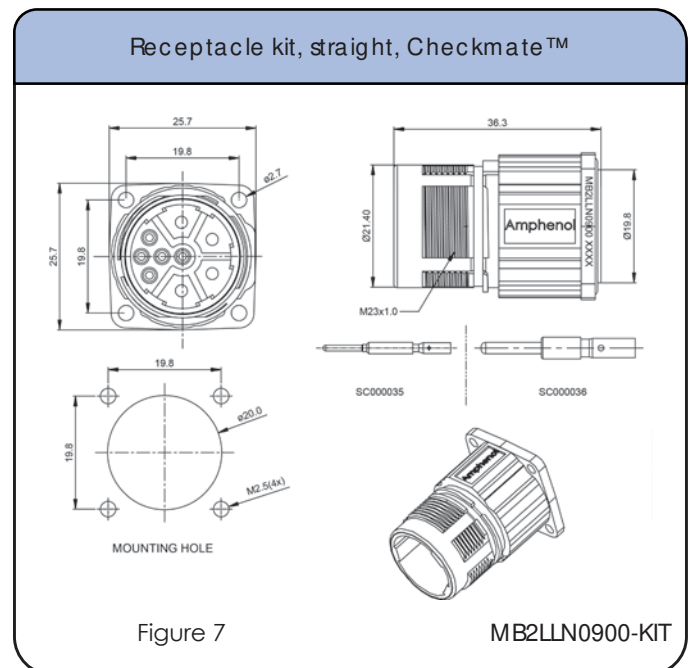 Receptacle kit, straight, Checkmate™
25.7
19.8
ø2.7
25.7
19.8
36.3
Ø21.40
Amphenol
MB2LLN0900 XXXX
Ø19.8
M23x1.0
SC000035
SC000036
19.8
ø20.0
19.8
M2.5(4x)
MOUNTING HOLE
Amphenol
Figure 7
MB2LLN0900-KIT